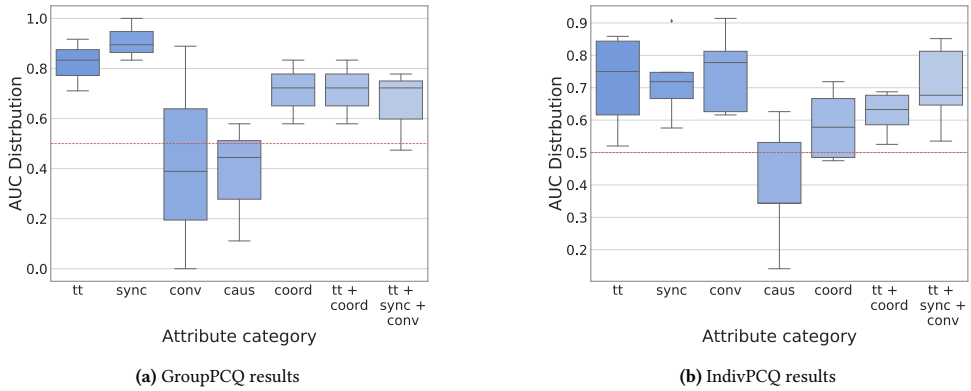 AUC Distrbution
1.0
0.8
0.6
0.4
0.2
0.0
tt sync conv caus coord tt + coord tt + sync + conv
Attribute category
(a) GroupPCQ results
AUC Distrbution
0.9
0.8
0.7
0.6
0.5
0.4
0.3
0.2
tt sync conv caus coord tt + coord tt + sync + conv
Attribute category
(b) IndivPCQ results